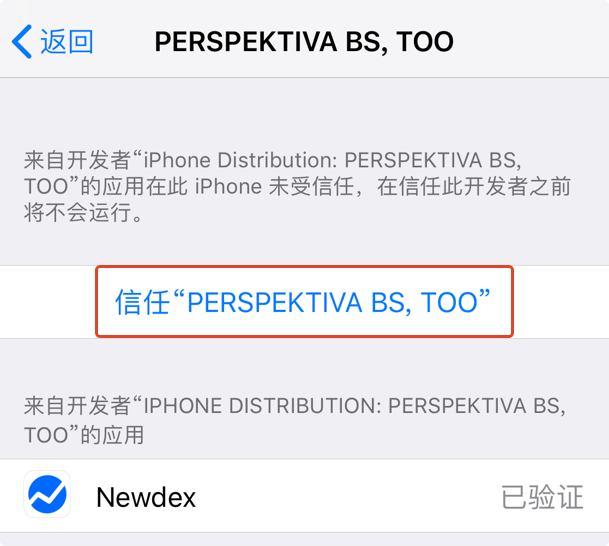 返回
PERSPEKTIVA BS, TOO
来自开发者“iPhone Distribution: PERSPEKTIVA BS,
TOO”的应用在此 iPhone 未受信任，在信任此开发者之前
将不会运行。
信任“PERSPEKTIVA BS, TOO”
来自开发者“IPHONE DISTRIBUTION: PERSPEKTIVA BS,
TOO”的应用
Newdex
已验证